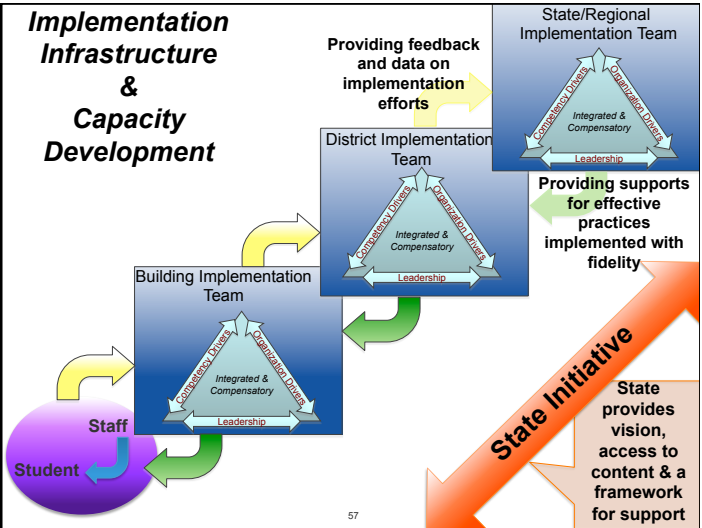 Implementation
Infrastructure
&
Capacity
Development
Providing feedback
and data on
implementation
efforts
State/Regional
Implementation Team
Competency Drivers
Organization Drivers
Integrated &
Compensatory
Leadership
District Implementation
Team
Competency Drivers
Organization Drivers
Integrated &
Compensatory
Leadership
Providing supports
for effective
practices
implemented with
fidelity
Building Implementation
Team
Competency Drivers
Organization Drivers
Integrated &
Compensatory
Leadership
Staff
Student
State Initiative
State
provides
vision,
access to
content & a
framework
for support
57